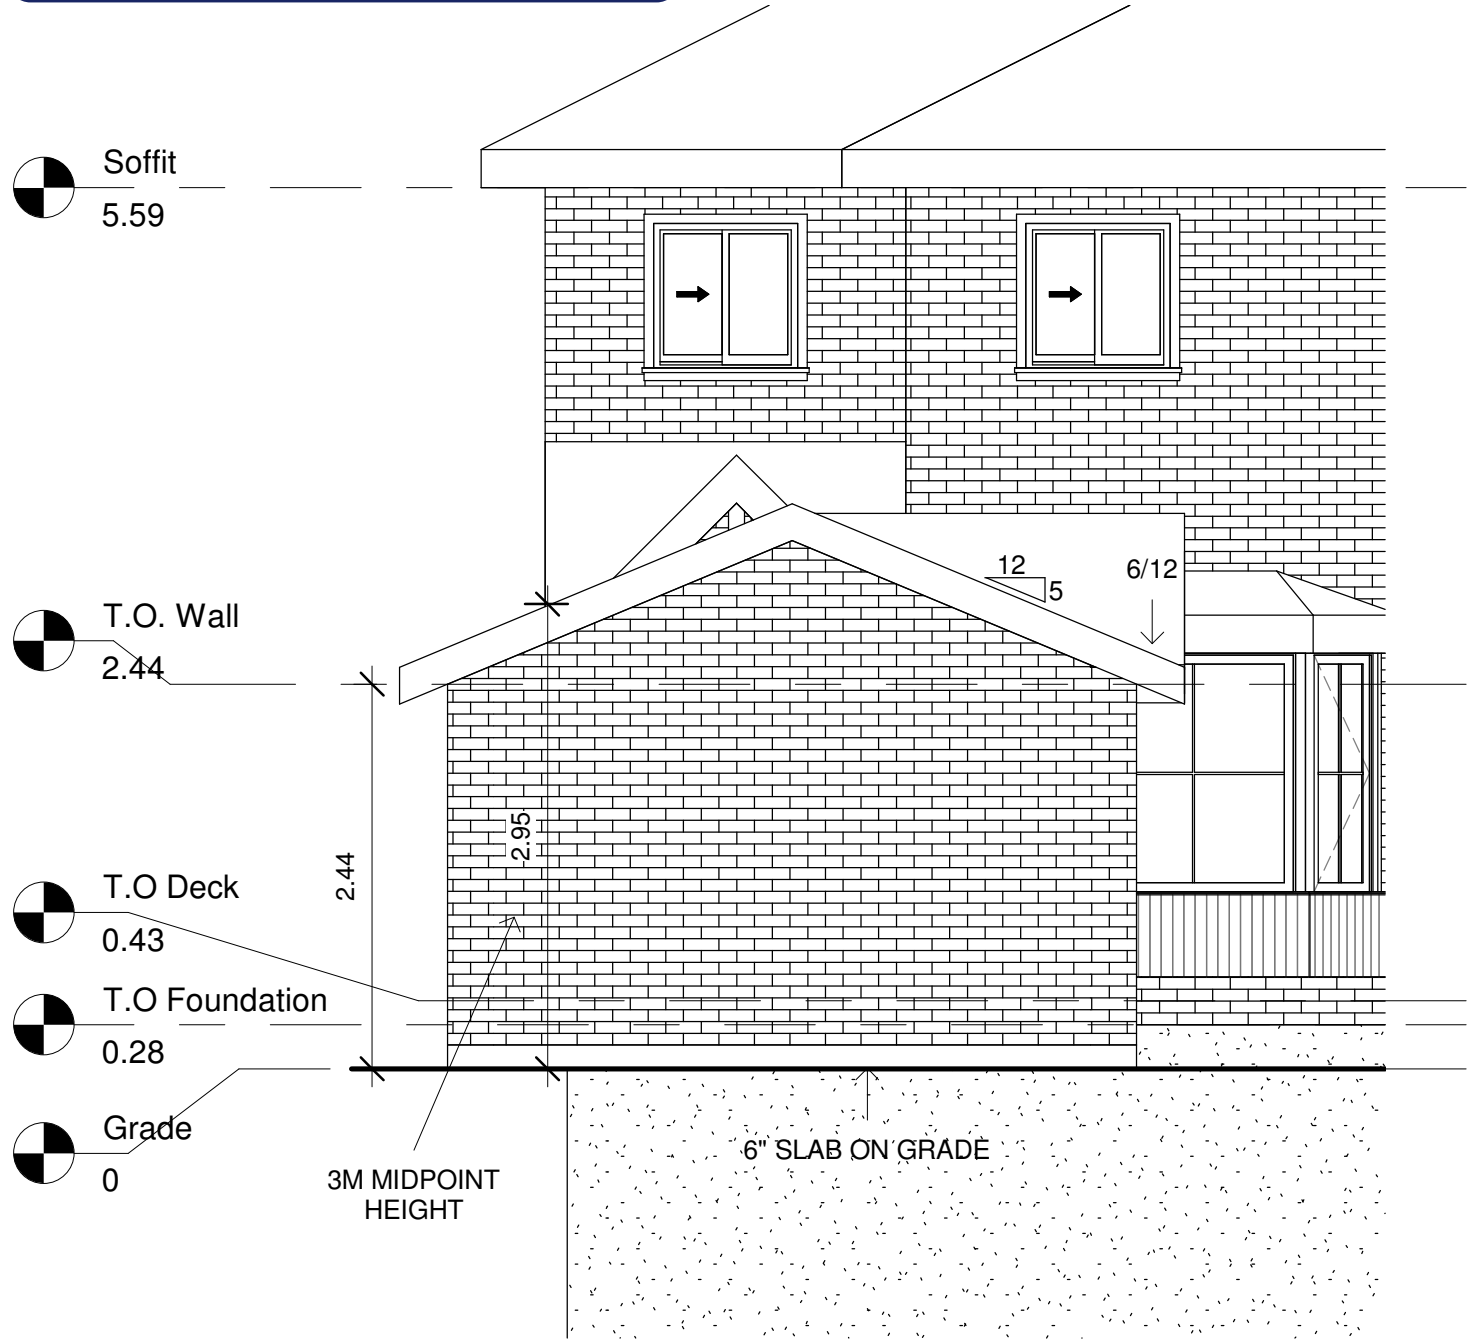 Soffit
5.59
12
5
6/12
T.O. Wall
2.44
2.95
2.44
T.O Deck
0.43
T.O Foundation
0.28
Grade
0
6" SLAB ON GRADE
3M MIDPOINT
HEIGHT